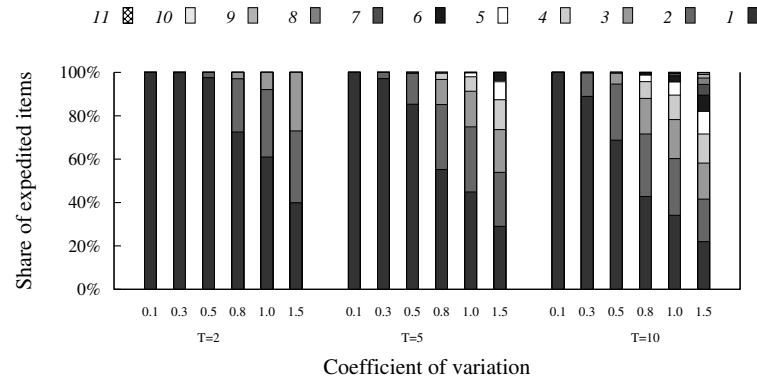 11 10 9 8 7 6 5 4 3 2 1
100%
80%
60%
40%
20%
0%
Share of expedited items
0.1 0.3 0.5 0.8 1.0 1.5 0.1 0.3 0.5 0.8 1.0 1.5 0.1 0.3 0.5 0.8 1.0 1.5
T=2 T=5 T=10
Coefficient of variation